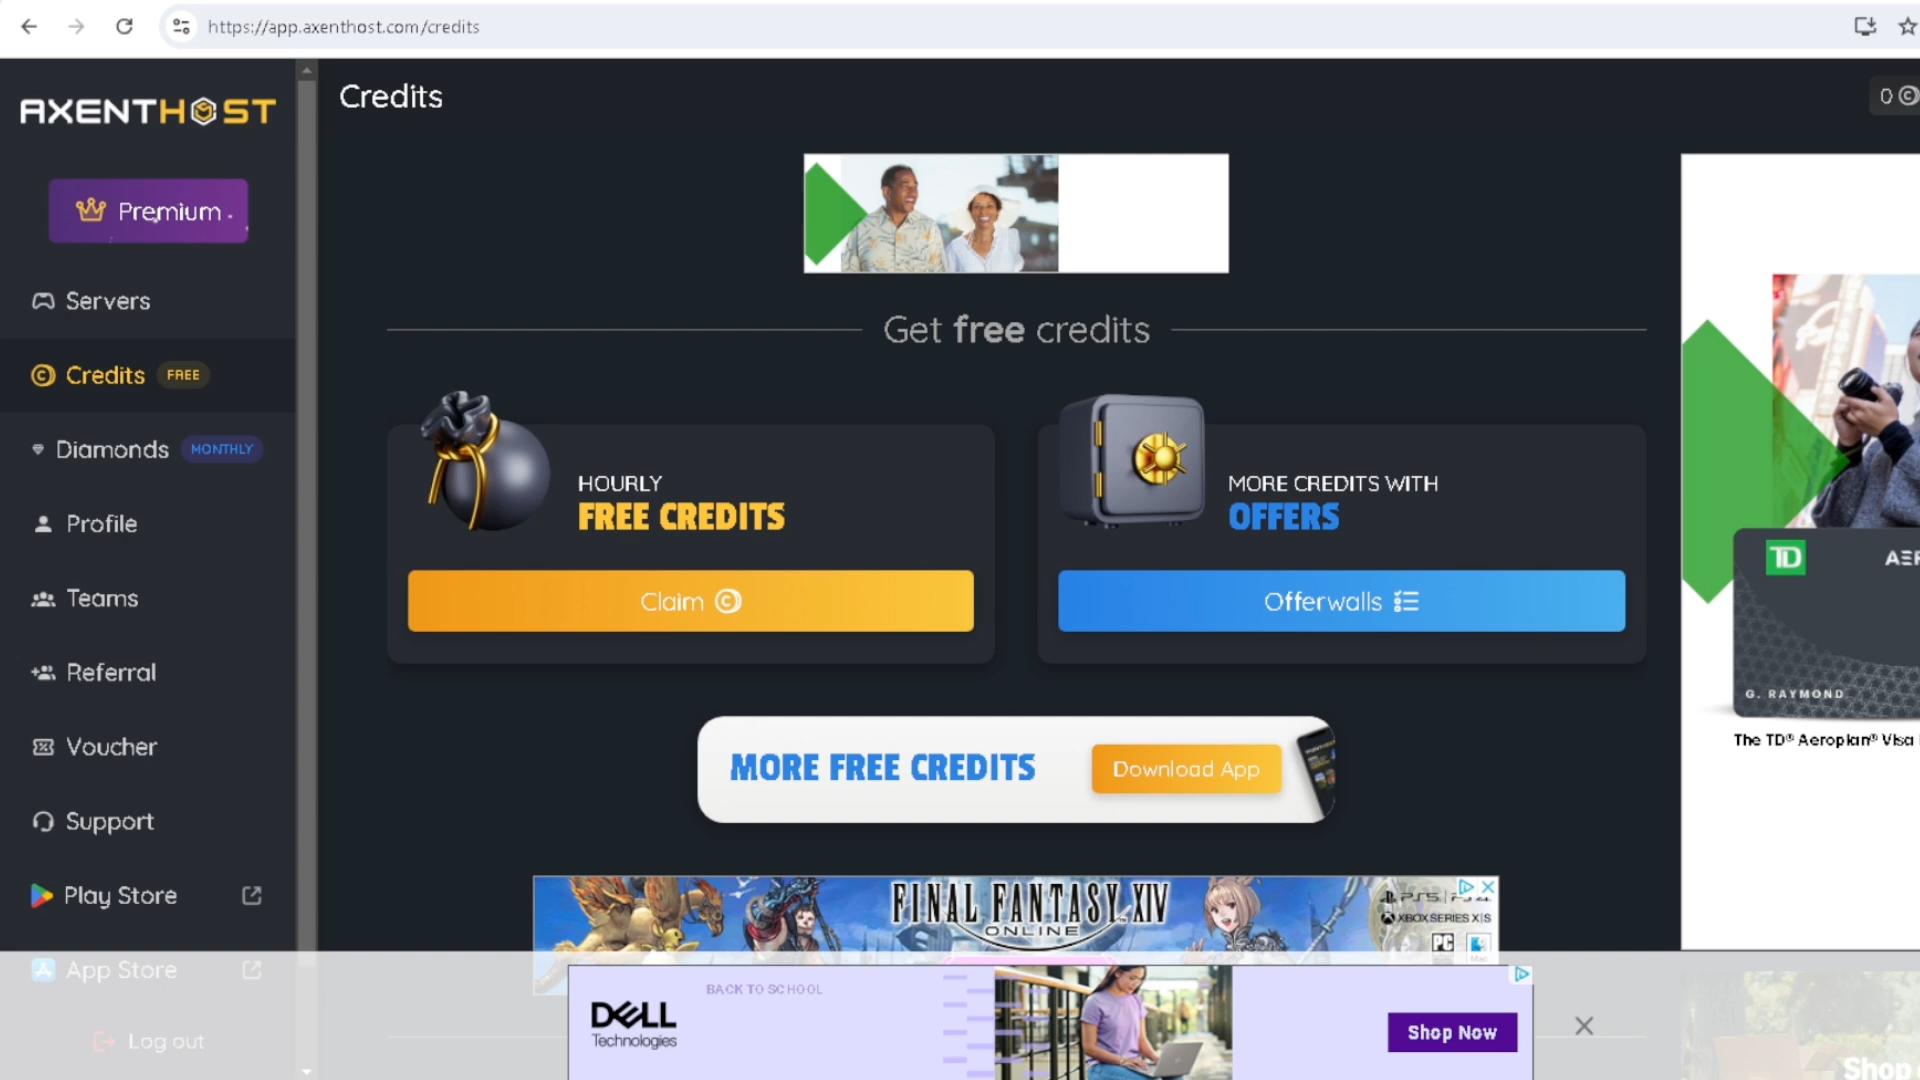 https://app.axenthost.com/credits
AXENTHOST
Credits
0
Premium
Servers
Credits FREE
Diamonds MONTHLY
Profile
Teams
Referral
Voucher
Support
Play Store
App Store
Log out
Get free credits
HOURLY
FREE CREDITS
Claim
MORE CREDITS WITH
OFFERS
Offerwalls
MORE FREE CREDITS
Download App
FINAL FANTASY XIV
ONLINE
XBOX SERIES X|S
PC
Mac
BACK TO SCHOOL
DELL
Technologies
Shop Now
TD
G. RAYMOND
The TD® Aeroplan® Visa
Shop